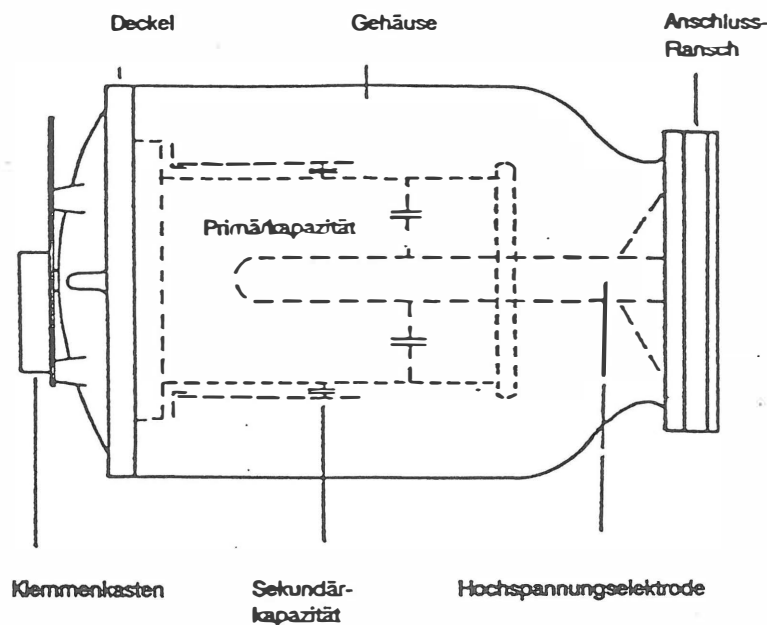 Deckel
Gehäuse
Anschluss-
Flansch
Primärkapazität
Klemmenkasten
Sekundär-
kapazität
Hochspannungselektrode